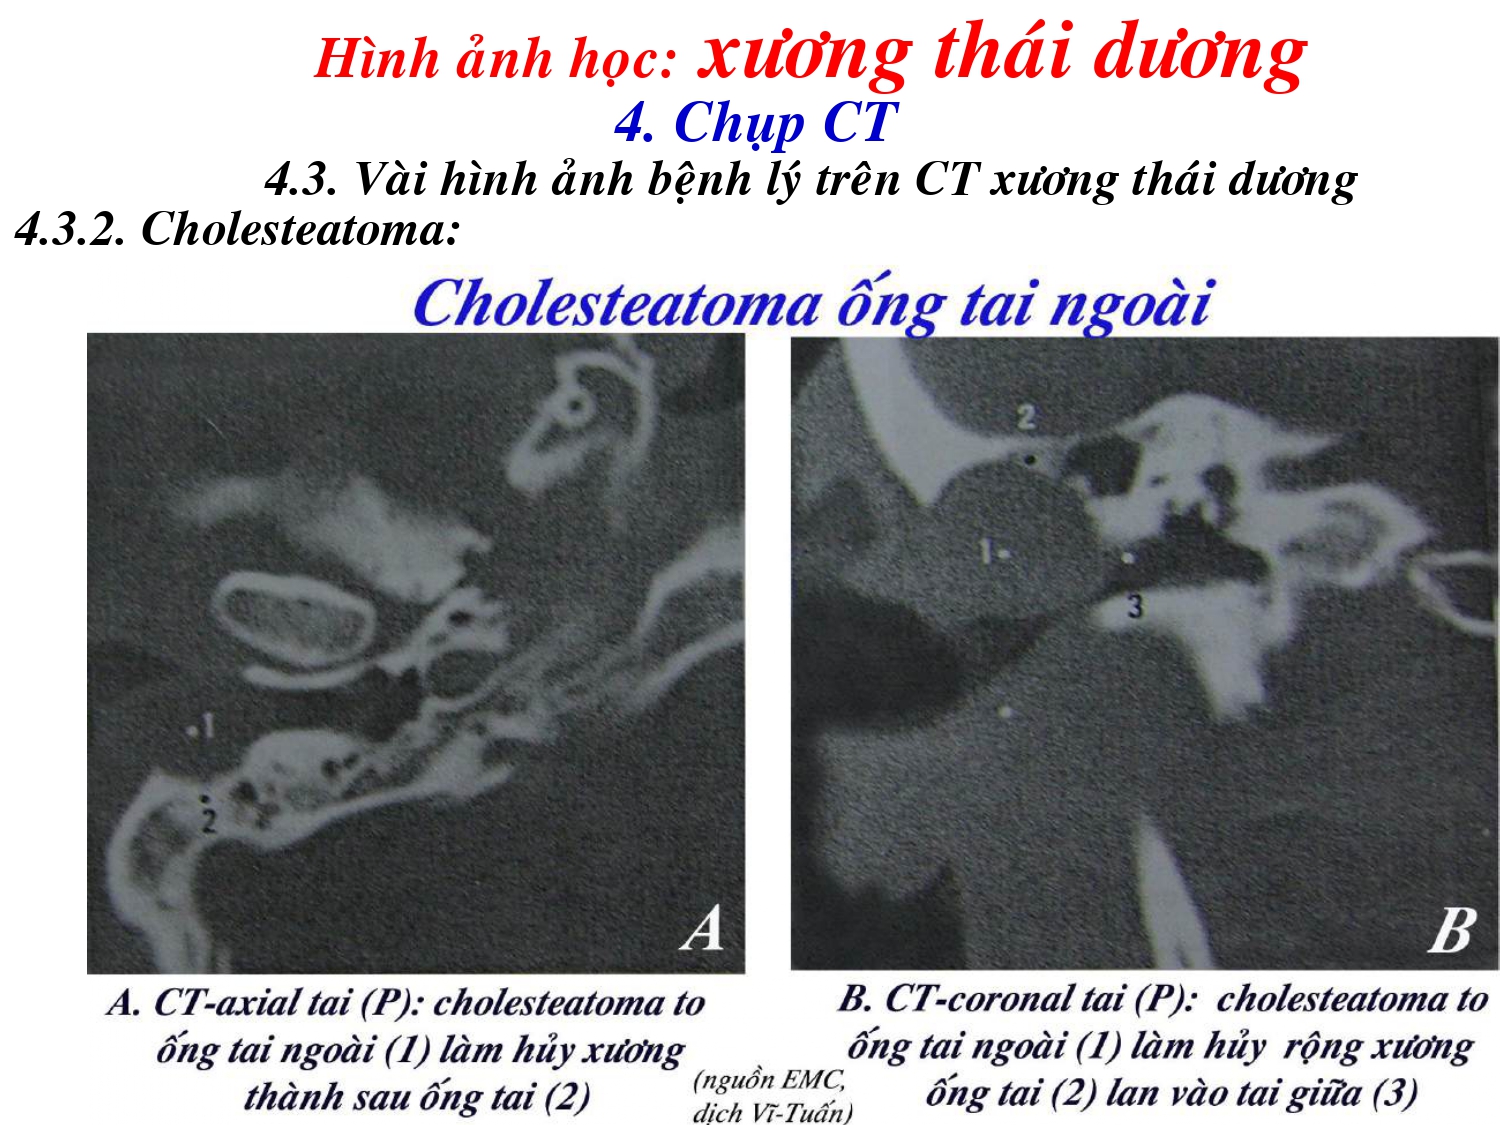 Hình ảnh học: xương thái dương
4. Chụp CT
4.3. Vài hình ảnh bệnh lý trên CT xương thái dương
4.3.2. Cholesteatoma:
Cholesteatoma ống tai ngoài
1
2
A
2
1
3
B
A. CT-axial tai (P): cholesteatoma to
ống tai ngoài (1) làm hủy xương
thành sau ống tai (2)
(nguồn EMC,
dịch Vĩ-Tuấn)
B. CT-coronal tai (P): cholesteatoma to
ống tai ngoài (1) làm hủy rộng xương
ống tai (2) lan vào tai giữa (3)